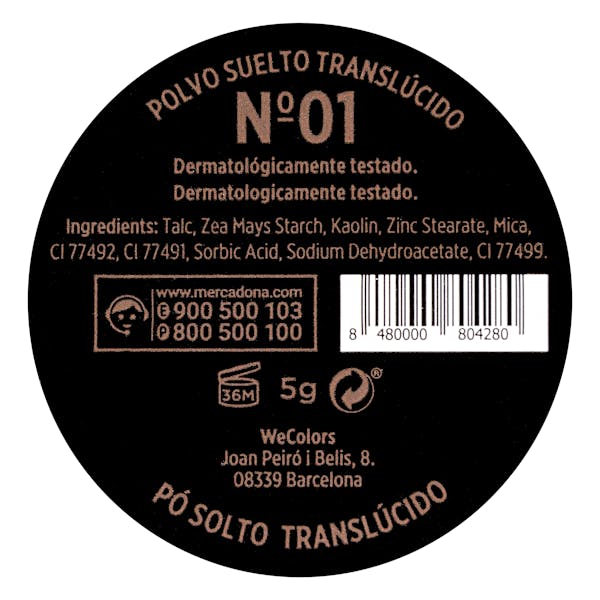 POLVO SUELTO TRANSLÚCIDO
Nº01
Dermatológicamente testado.
Dermatologicamente testado.
Ingredients: Talc, Zea Mays Starch, Kaolin, Zinc Stearate, Mica,
CI 77492, CI 77491, Sorbic Acid, Sodium Dehydroacetate, CI 77499.
www.mercadona.com
E 900 500 103
P 800 500 100
8 480000 804280
36M 5g ®
WeColors
Joan Peiró i Belis, 8.
08339 Barcelona
PÓ SOLTO TRANSLÚCIDO